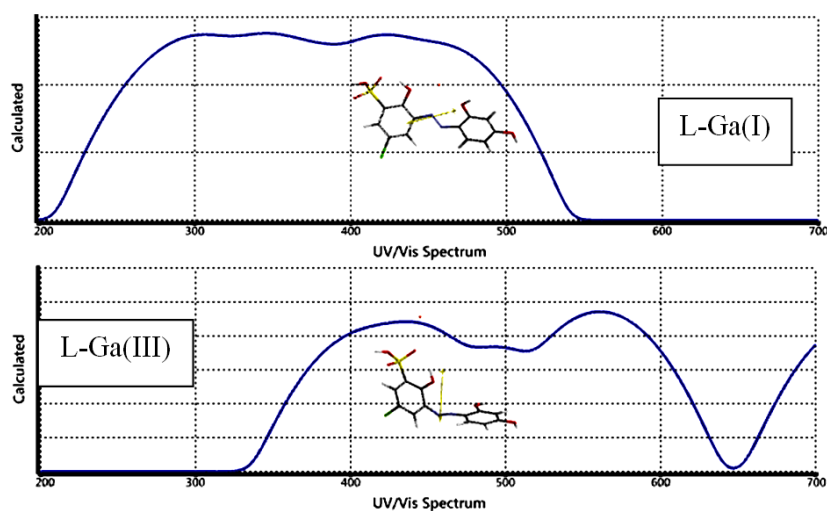 Calculated
L-Ga(I)
200 300 400 500 600 700
UV/Vis Spectrum
Calculated
L-Ga(III)
200 300 400 500 600 700
UV/Vis Spectrum